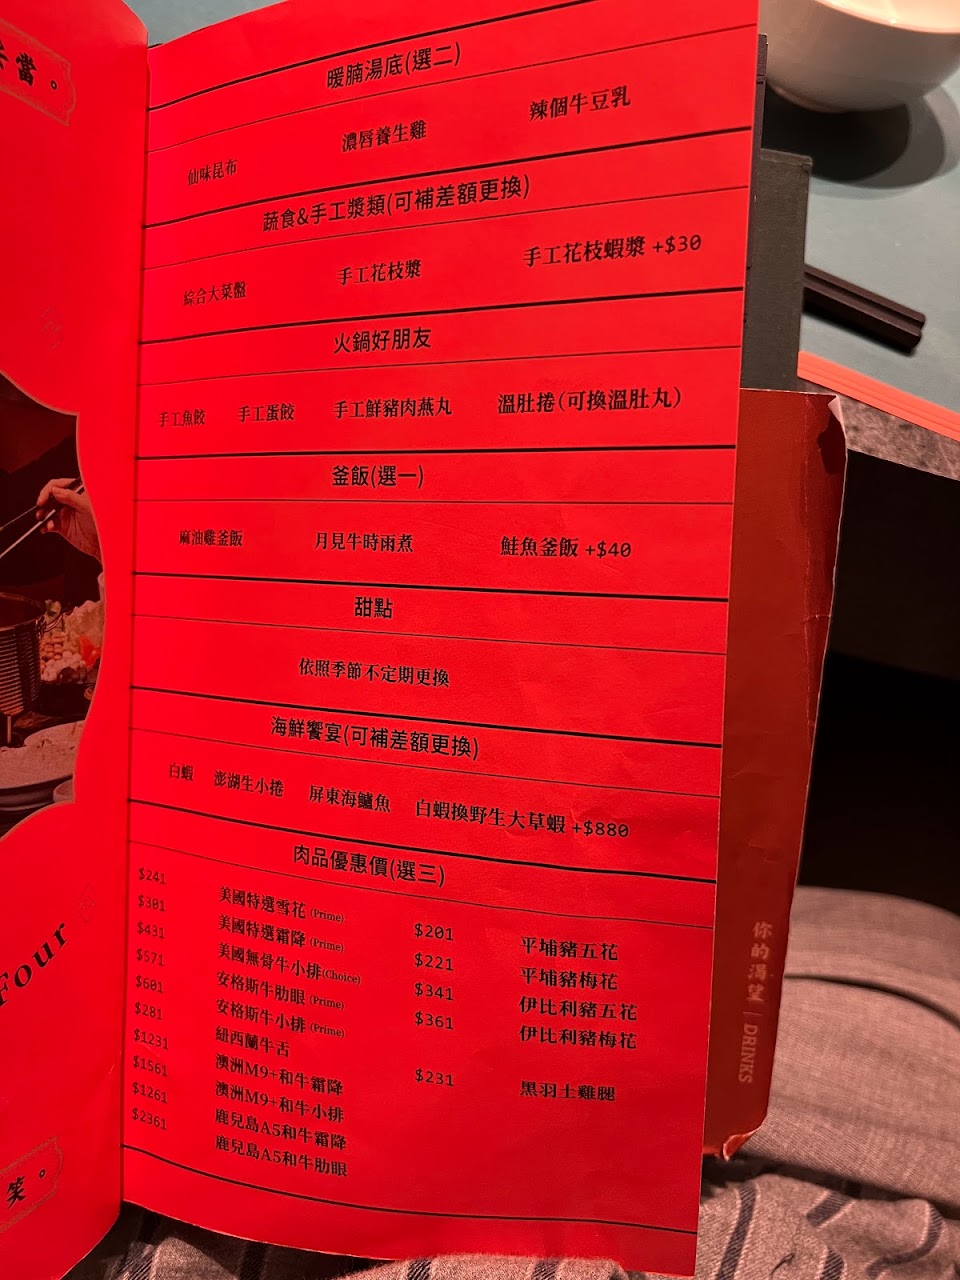 當。
暖腩湯底(選二)
仙味昆布 濃唇養生雞 辣個牛豆乳
蔬食&手工漿類(可補差額更換)
綜合大菜盤 手工花枝漿 手工花枝蝦漿 +$30
火鍋好朋友
手工魚餃 手工蛋餃 手工鮮豬肉燕丸 溫肚捲(可換溫肚丸)
釜飯(選一)
麻油雞釜飯 月見牛時雨煮 鮭魚釜飯 +$40
甜點
依照季節不定期更換
海鮮饗宴(可補差額更換)
白蝦 澎湖生小捲 屏東海鱸魚 白蝦換野生大草蝦 +$880
肉品優惠價(選三)
$241 美國特選雪花 (Prime) $201 平埔豬五花
$301 美國特選霜降 (Prime) $221 平埔豬梅花
$431 美國無骨牛小排(Choice) $341 伊比利豬五花
$571 安格斯牛肋眼 (Prime) $361 伊比利豬梅花
$601 安格斯牛小排 (Prime)
$281 紐西蘭牛舌 $231 黑羽土雞腿
$1231 澳洲M9+和牛霜降
$1561 澳洲M9+和牛小排
$1261 鹿兒島A5和牛霜降
$2361 鹿兒島A5和牛肋眼
Four
笑。
你的渴望 | DRINKS